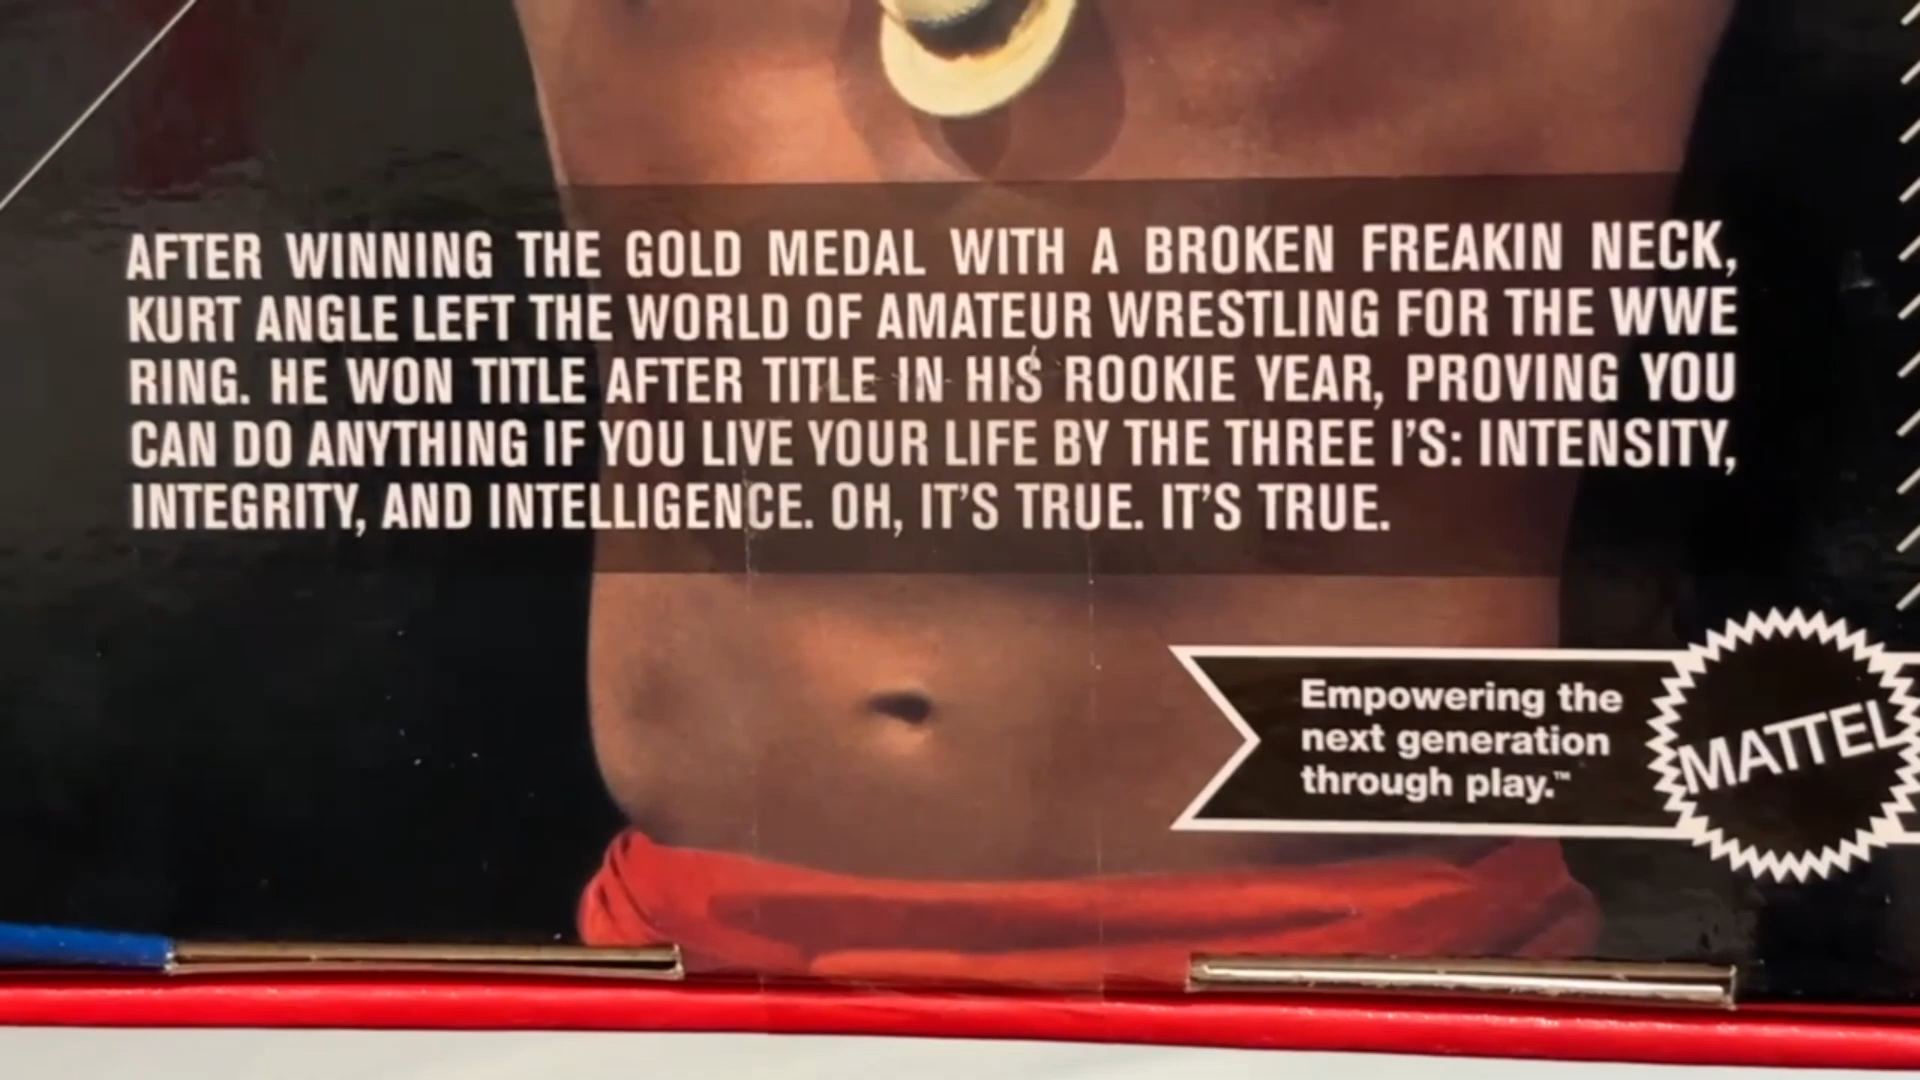 AFTER WINNING THE GOLD MEDAL WITH A BROKEN FREAKIN NECK,
KURT ANGLE LEFT THE WORLD OF AMATEUR WRESTLING FOR THE WWE
RING. HE WON TITLE AFTER TITLE IN HIS ROOKIE YEAR, PROVING YOU
CAN DO ANYTHING IF YOU LIVE YOUR LIFE BY THE THREE I'S: INTENSITY,
INTEGRITY, AND INTELLIGENCE. OH, IT'S TRUE. IT'S TRUE.
Empowering the
next generation
through play.™
MATTEL